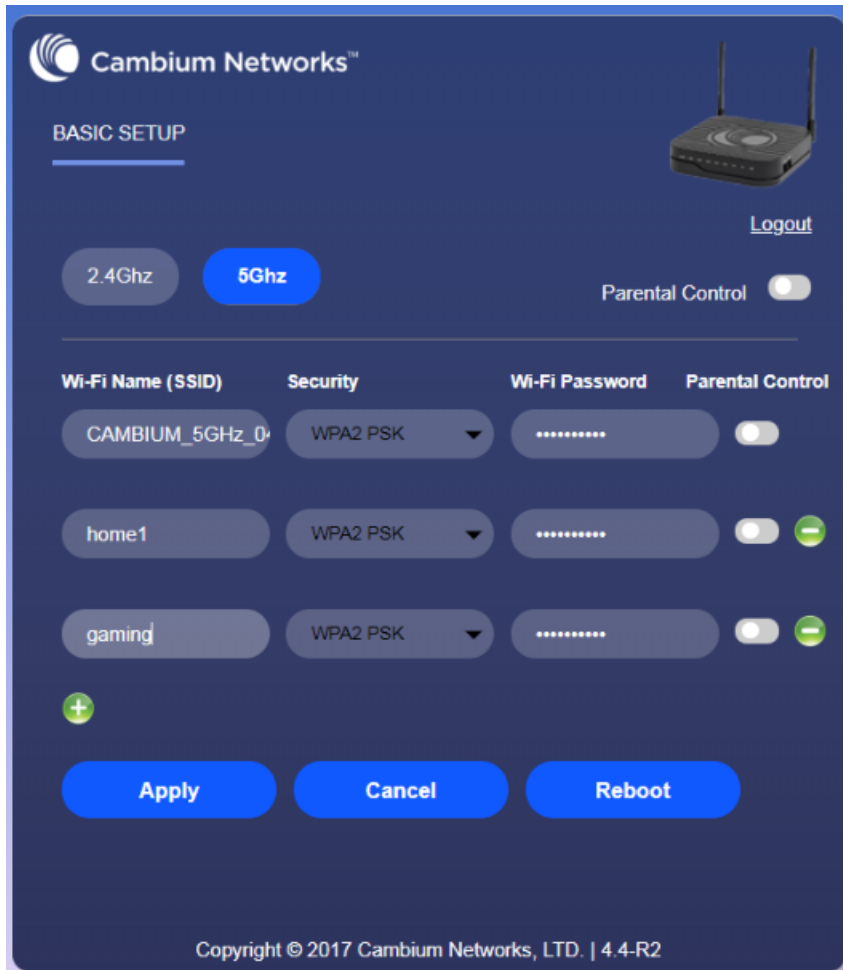 Cambium Networks™
BASIC SETUP
Logout
2.4Ghz 5Ghz Parental Control
Wi-Fi Name (SSID) Security Wi-Fi Password Parental Control
CAMBIUM_5GHz_0 WPA2 PSK ••••••••••
home1 WPA2 PSK ••••••••••
gaming WPA2 PSK ••••••••••
Apply Cancel Reboot
Copyright © 2017 Cambium Networks, LTD. | 4.4-R2